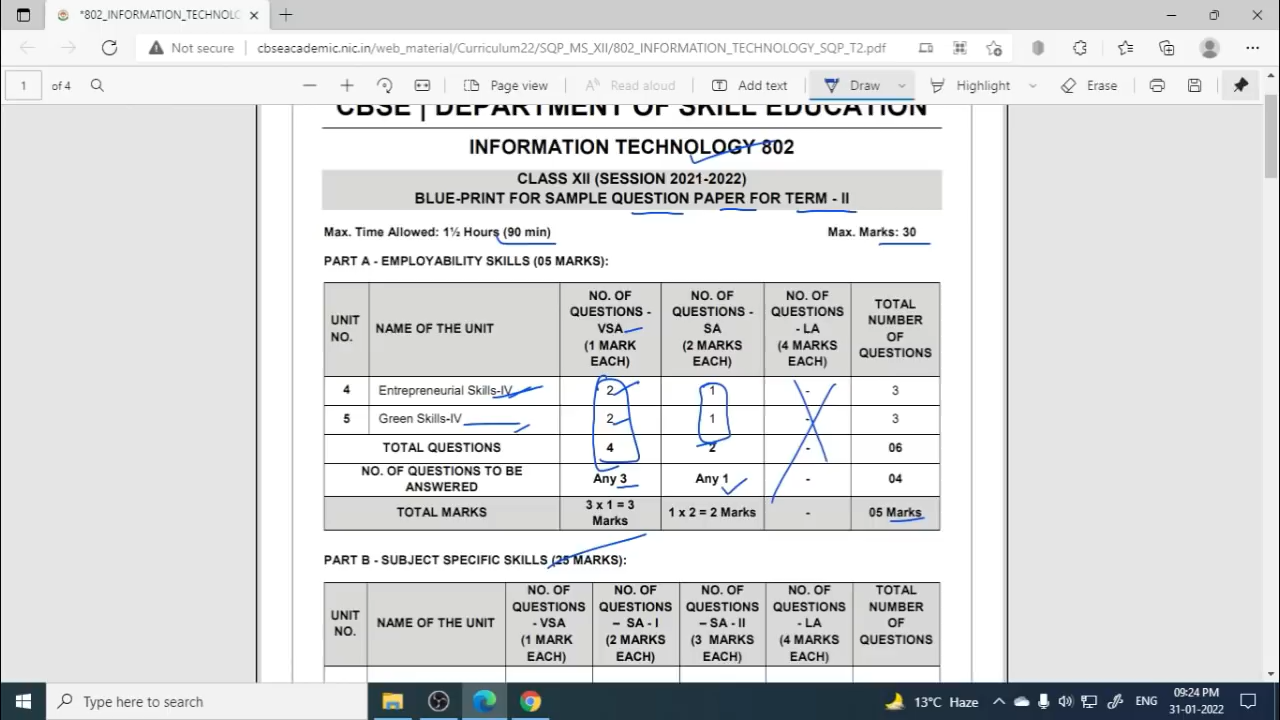 *802_INFORMATION_TECHNOLOG
Not secure
cbseacademic.nic.in/web_material/Curriculum22/SQP_MS_XII/802_INFORMATION_TECHNOLOGY_SQP_T2.pdf
1 of 4
Page view
Read aloud
Add text
Draw
Highlight
Erase
CBSE | DEPARTMENT OF SKILL EDUCATION
INFORMATION TECHNOLOGY 802
CLASS XII (SESSION 2021-2022)
BLUE-PRINT FOR SAMPLE QUESTION PAPER FOR TERM - II
Max. Time Allowed: 1½ Hours (90 min) Max. Marks: 30
PART A - EMPLOYABILITY SKILLS (05 MARKS):
UNIT NO.
NAME OF THE UNIT
NO. OF QUESTIONS - VSA (1 MARK EACH)
NO. OF QUESTIONS - SA (2 MARKS EACH)
NO. OF QUESTIONS - LA (4 MARKS EACH)
TOTAL NUMBER OF QUESTIONS
4 Entrepreneurial Skills-IV 2 1 - 3
5 Green Skills-IV 2 1 - 3
TOTAL QUESTIONS 4 2 - 06
NO. OF QUESTIONS TO BE ANSWERED Any 3 Any 1 - 04
TOTAL MARKS 3 x 1 = 3 Marks 1 x 2 = 2 Marks - 05 Marks
PART B - SUBJECT SPECIFIC SKILLS (25 MARKS):
UNIT NO.
NAME OF THE UNIT
NO. OF QUESTIONS - VSA (1 MARK EACH)
NO. OF QUESTIONS – SA - I (2 MARKS EACH)
NO. OF QUESTIONS – SA - II (3 MARKS EACH)
NO. OF QUESTIONS - LA (4 MARKS EACH)
TOTAL NUMBER OF QUESTIONS
Type here to search
13°C Haze
ENG
09:24 PM
31-01-2022